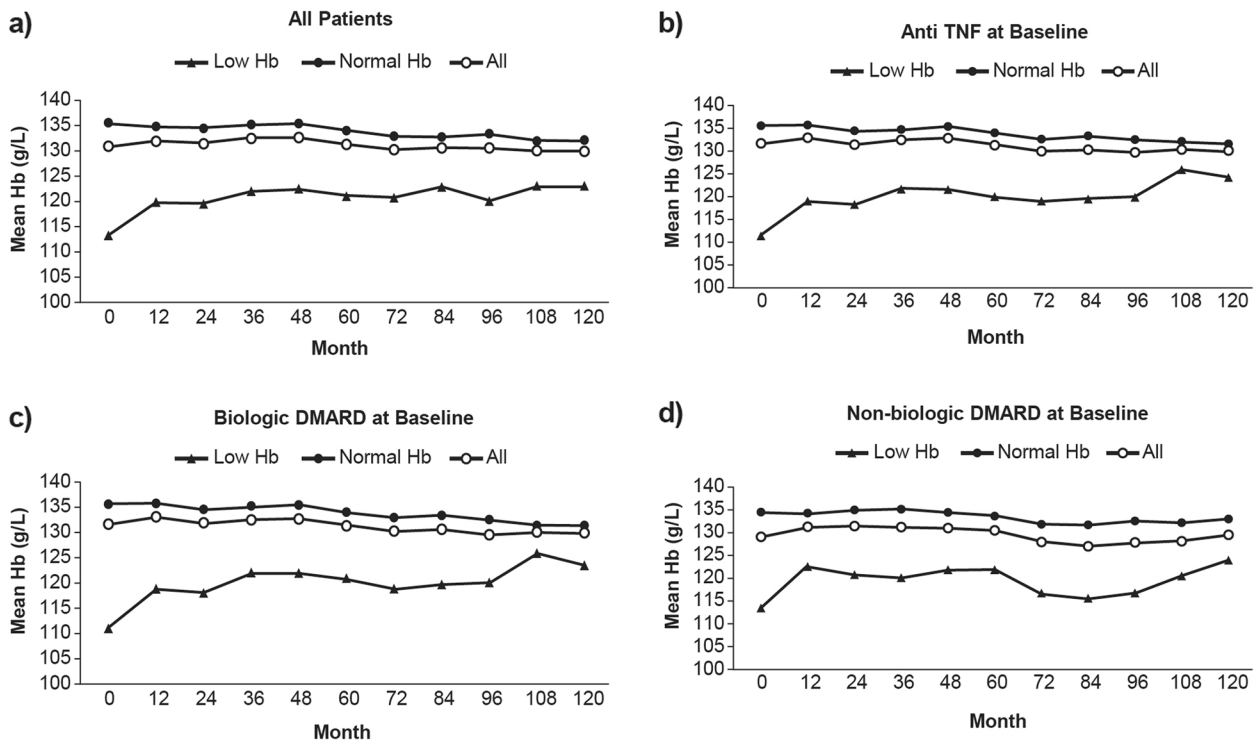 a)
All Patients
Low Hb Normal Hb All
Mean Hb (g/L)
140
135
130
125
120
115
110
105
100
0 12 24 36 48 60 72 84 96 108 120
Month
b)
Anti TNF at Baseline
Low Hb Normal Hb All
Mean Hb (g/L)
140
135
130
125
120
115
110
105
100
0 12 24 36 48 60 72 84 96 108 120
Month
c)
Biologic DMARD at Baseline
Low Hb Normal Hb All
Mean Hb (g/L)
140
135
130
125
120
115
110
105
100
0 12 24 36 48 60 72 84 96 108 120
Month
d)
Non-biologic DMARD at Baseline
Low Hb Normal Hb All
Mean Hb (g/L)
140
135
130
125
120
115
110
105
100
0 12 24 36 48 60 72 84 96 108 120
Month